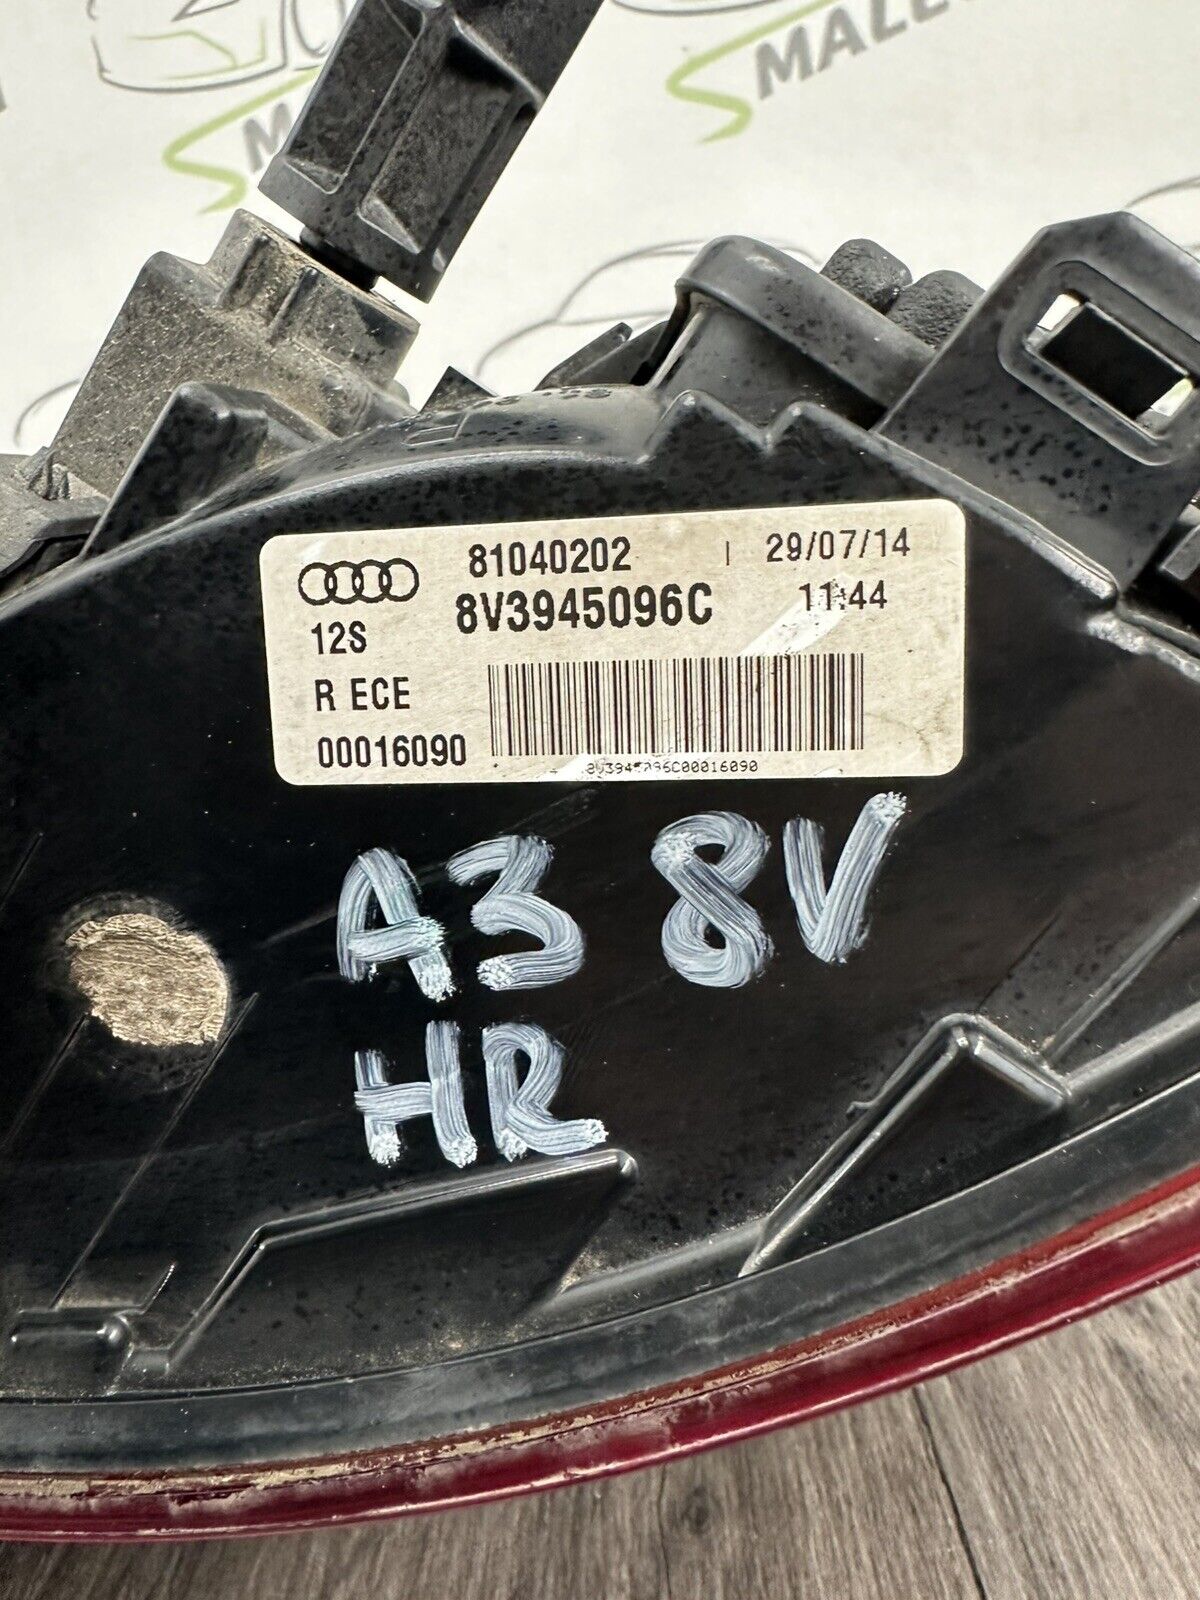 81040202 | 29/07/14
8V3945096C 11:44
12S
R ECE
00016090
A3 8V
HR